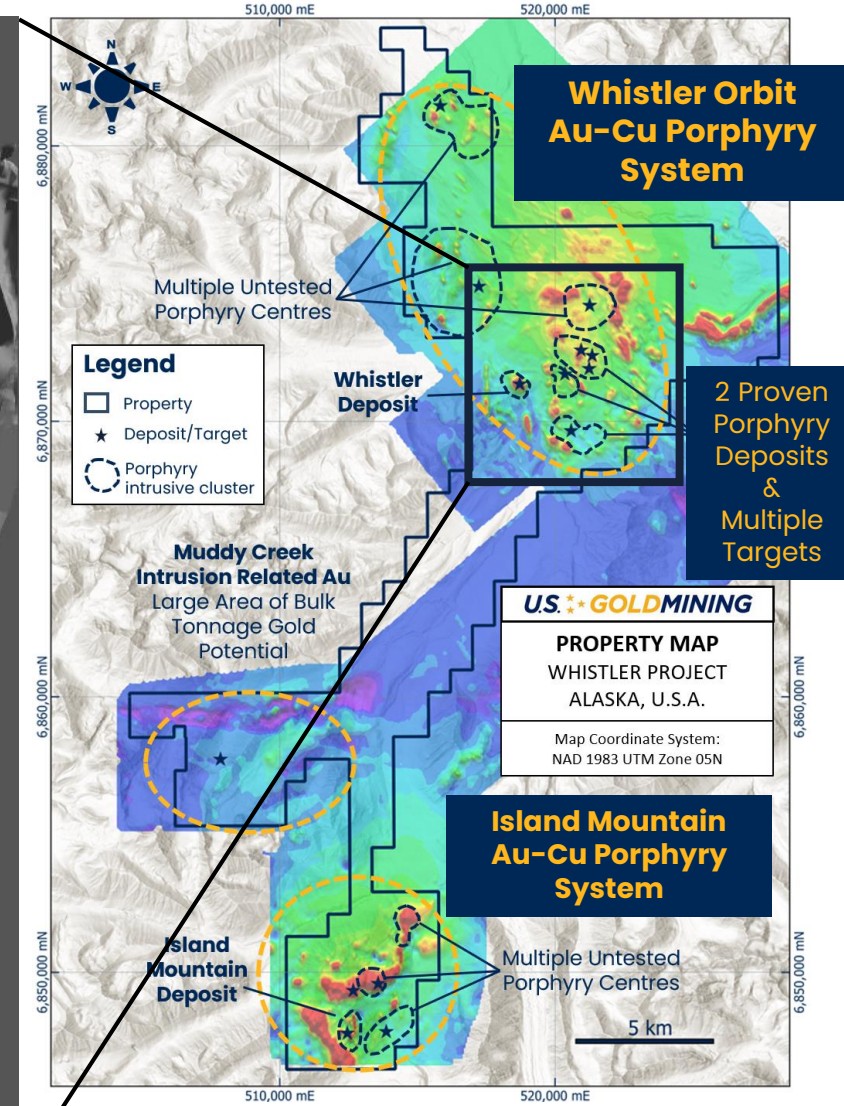 510,000 mE
520,000 mE
N
W
E
S
6,880,000 mN
Whistler Orbit
Au-Cu Porphyry
System
Multiple Untested
Porphyry Centres
Legend
Property
Deposit/Target
Porphyry
intrusive cluster
Whistler
Deposit
6,870,000 mN
2 Proven
Porphyry
Deposits
&
Multiple
Targets
Muddy Creek
Intrusion Related Au
Large Area of Bulk
Tonnage Gold
Potential
U.S. GOLDMINING
PROPERTY MAP
WHISTLER PROJECT
ALASKA, U.S.A.
Map Coordinate System:
NAD 1983 UTM Zone 05N
6,860,000 mN
6,860,000 mN
Island Mountain
Au-Cu Porphyry
System
Island
Mountain
Deposit
Multiple Untested
Porphyry Centres
6,850,000 mN
6,850,000 mN
5 km
510,000 mE
520,000 mE